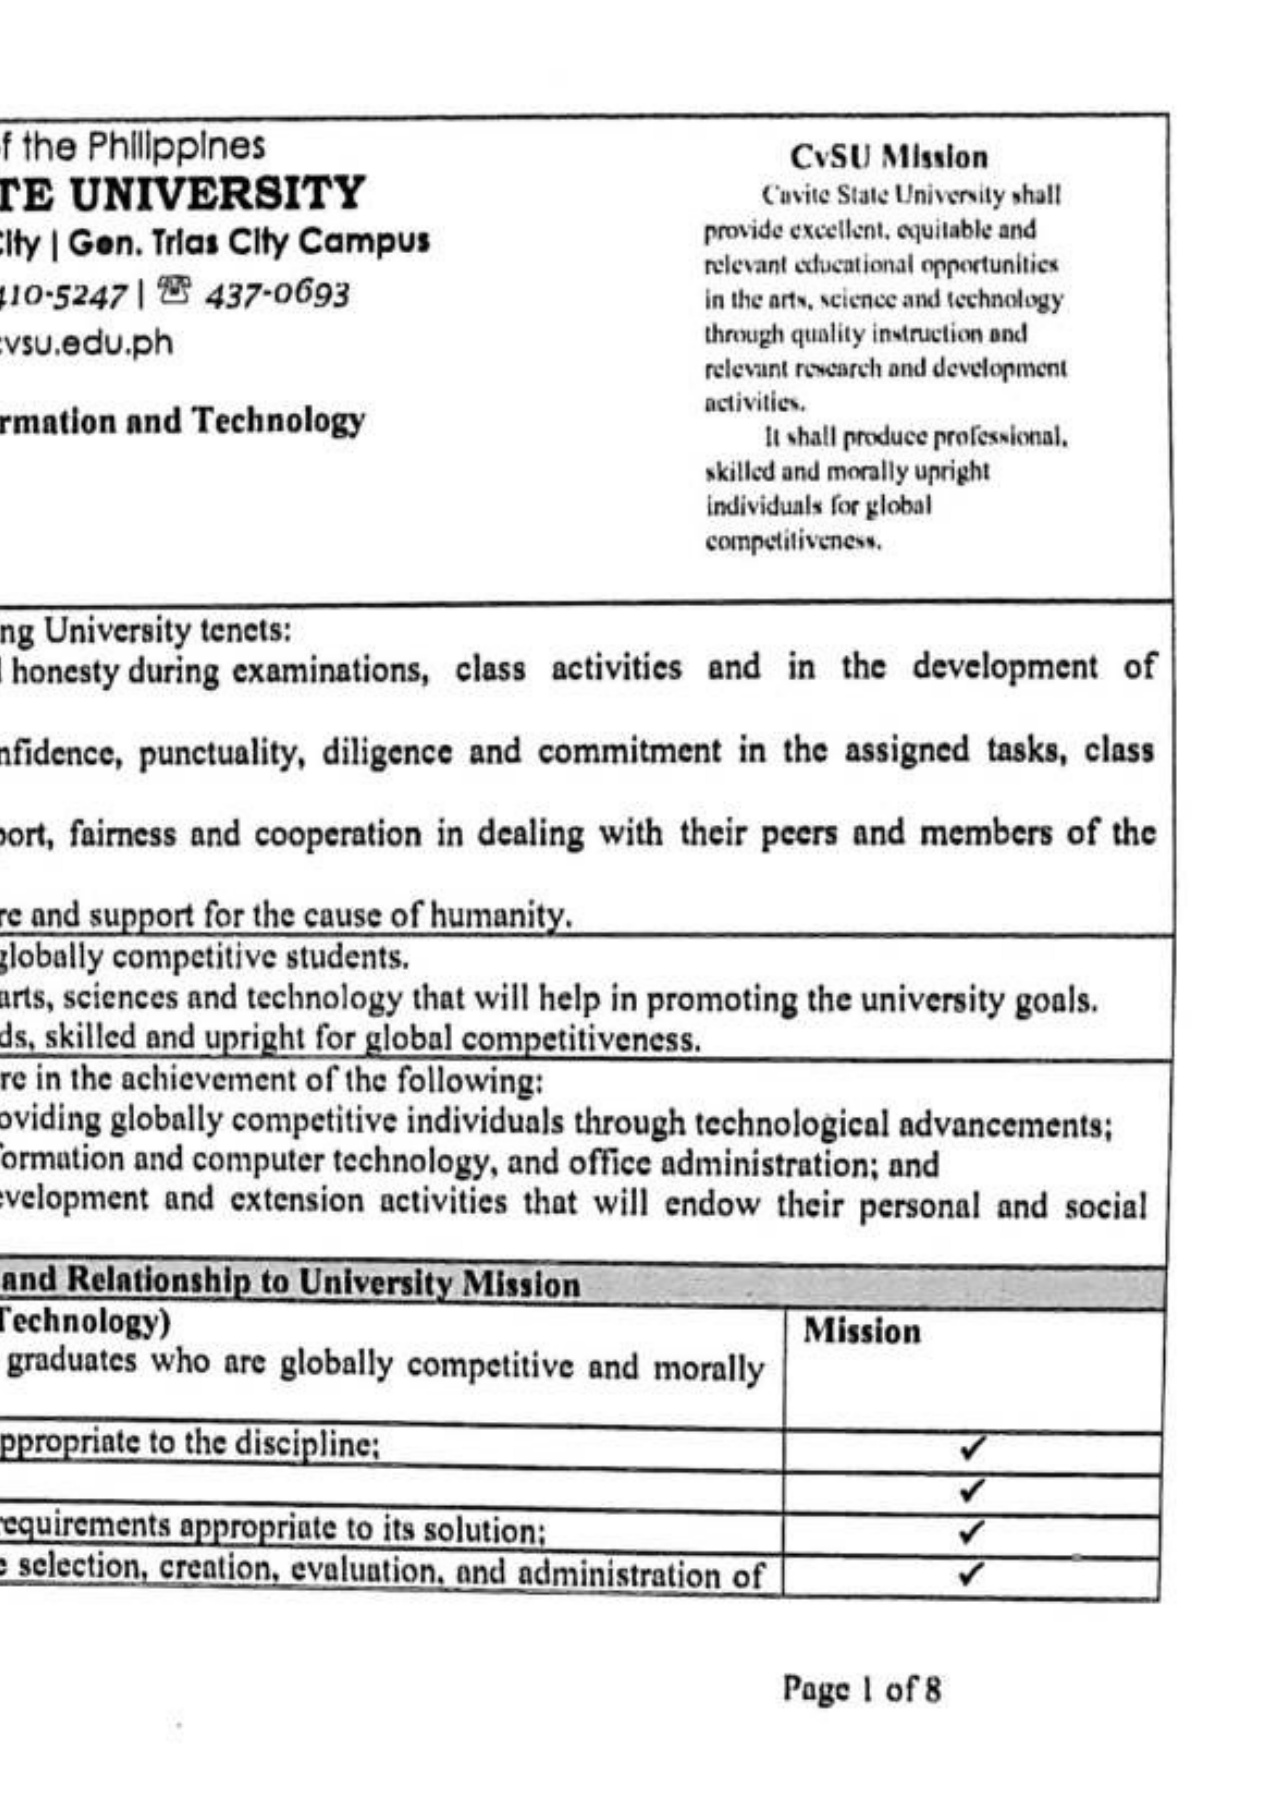 f the Philippines
TE UNIVERSITY
City | Gen. Trias City Campus
410-5247 | ☏ 437-0693
cvsu.edu.ph
rmation and Technology
CvSU Mission
Cavite State University shall
provide excellent, equitable and
relevant educational opportunities
in the arts, science and technology
through quality instruction and
relevant research and development
activities.
It shall produce professional,
skilled and morally upright
individuals for global
competitiveness.
ng University tenets:
honesty during examinations, class activities and in the development of
nfidence, punctuality, diligence and commitment in the assigned tasks, class
port, fairness and cooperation in dealing with their peers and members of the
re and support for the cause of humanity.
globally competitive students.
arts, sciences and technology that will help in promoting the university goals.
ds, skilled and upright for global competitiveness.
re in the achievement of the following:
oviding globally competitive individuals through technological advancements;
formation and computer technology, and office administration; and
evelopment and extension activities that will endow their personal and social
and Relationship to University Mission
Technology)
Mission
graduates who are globally competitive and morally
ppropriate to the discipline; ✓
✓
requirements appropriate to its solution; ✓
e selection, creation, evaluation, and administration of ✓
Page 1 of 8